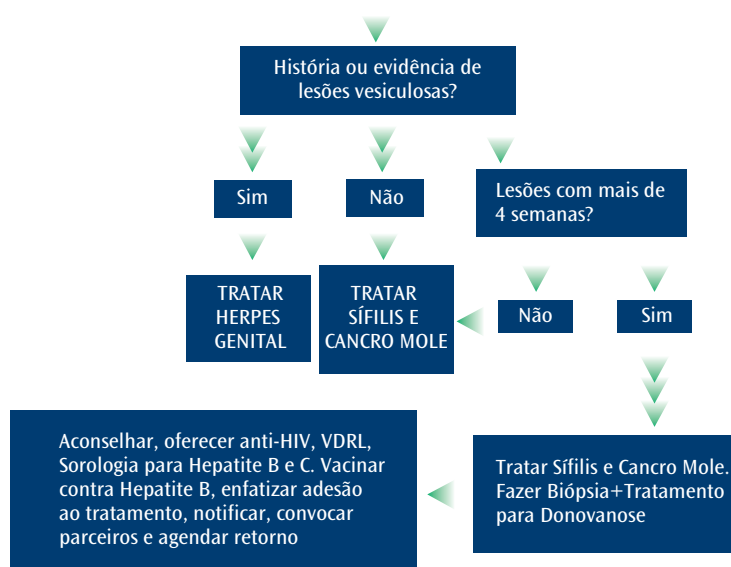 História ou evidência de
lesões vesiculosas?
Sim
Não
Lesões com mais de
4 semanas?
TRATAR
HERPES
GENITAL
TRATAR
SÍFILIS E
CANCRO MOLE
Não
Sim
Aconselhar, oferecer anti-HIV, VDRL,
Sorologia para Hepatite B e C. Vacinar
contra Hepatite B, enfatizar adesão
ao tratamento, notificar, convocar
parceiros e agendar retorno
Tratar Sífilis e Cancro Mole.
Fazer Biópsia+Tratamento
para Donovanose